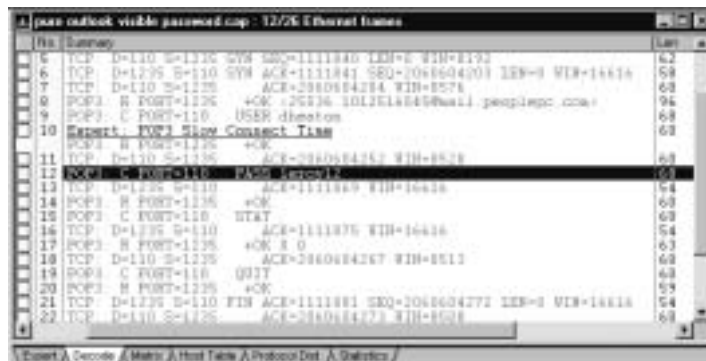 pure outlook visible password.cap : 12/26 Ethernet frames
No. Summary Len
5 TCP: D=110 S=1235 SYN SEQ=1111840 LEN=0 WIN=8192 62
6 TCP: D=1235 S=110 SYN ACK=1111841 SEQ=2060604203 LEN=0 WIN=16616 58
7 TCP: D=110 S=1235 ACK=2060604204 WIN=8576 60
8 POP3: R PORT=1235 +OK 96
9 POP3: C PORT=110 USER dheaton 68
10 Expert: POP3 Slow Connect Time 60
POP3: R PORT=1235 +OK
11 TCP: D=110 S=1235 ACK=2060604252 WIN=8528 60
12 POP3: C PORT=110 PASS 68
13 TCP: D=1235 S=110 ACK=1111869 WIN=16616 54
14 POP3: R PORT=1235 +OK 60
15 POP3: C PORT=110 STAT 60
16 TCP: D=1235 S=110 ACK=1111875 WIN=16616 54
17 POP3: R PORT=1235 +OK 0 0 63
18 TCP: D=110 S=1235 ACK=2060604267 WIN=8513 60
19 POP3: C PORT=110 QUIT 60
20 POP3: R PORT=1235 +OK 59
21 TCP: D=1235 S=110 FIN ACK=1111881 SEQ=2060604272 LEN=0 WIN=16616 54
22 TCP: D=110 S=1235 ACK=2060604273 WIN=8508 60
Expert Decode Matrix Host Table Protocol Dist. Statistics